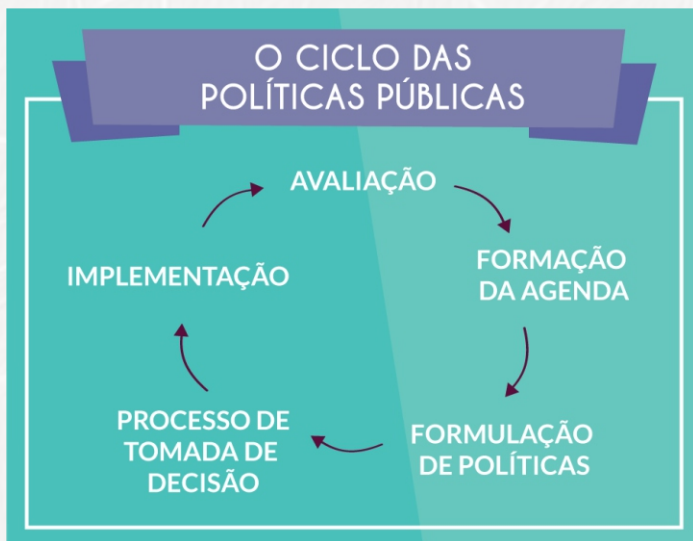 O CICLO DAS
POLÍTICAS PÚBLICAS
AVALIAÇÃO
FORMAÇÃO
DA AGENDA
FORMULAÇÃO
DE POLÍTICAS
PROCESSO DE
TOMADA DE
DECISÃO
IMPLEMENTAÇÃO